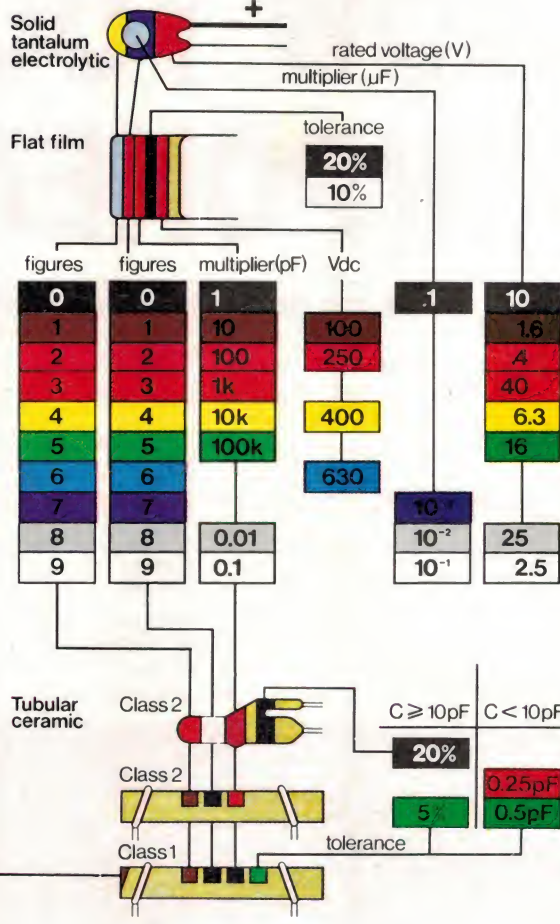 Solid
tantalum
electrolytic
+
rated voltage (V)
multiplier (μF)
Flat film
tolerance
20%
10%
figures figures multiplier(pF) Vdc
0 0 1 .1 10
1 1 10 100 1.6
2 2 100 250 4
3 3 1k 40
4 4 10k 400 6.3
5 5 100k 16
6 6 630
7 7
8 8 0.01 10⁻² 25
9 9 0.1 10⁻¹ 2.5
Tubular
ceramic
Class 2
C ≥ 10pF C < 10pF
20%
Class 2
0.25pF
5% 0.5pF
tolerance
Class 1